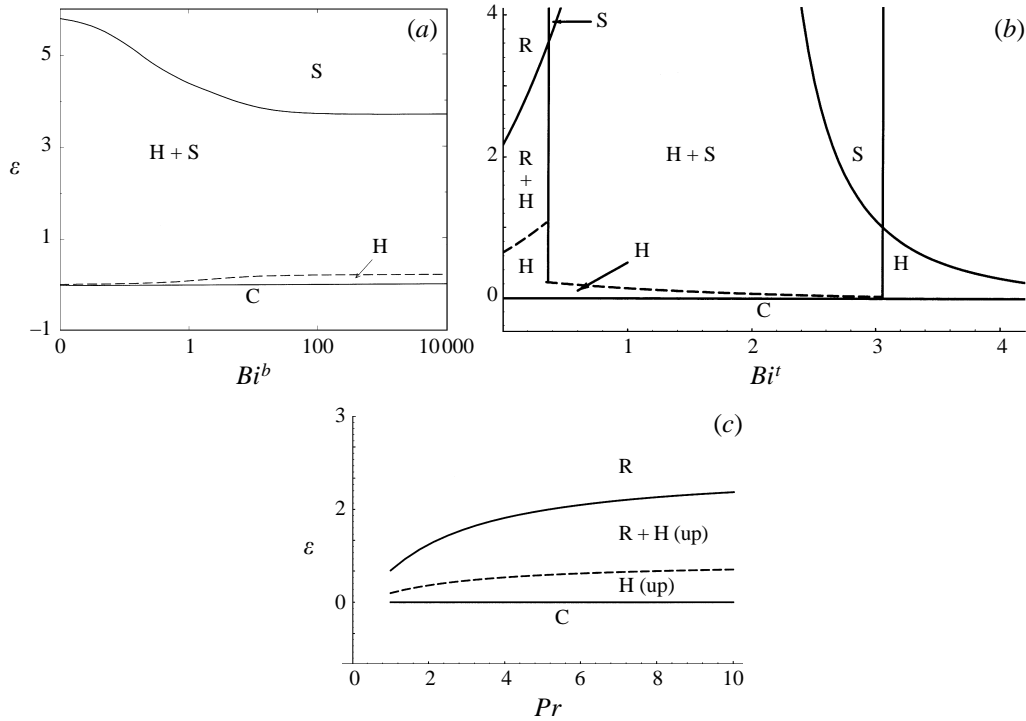 (a)
5
3
1
–1
ε
S
H + S
H
C
0
1
100
10000
Bi^b
(b)
4
2
0
R
S
R
+
H
H
H + S
H
S
H
C
1
2
3
4
Bi^t
(c)
3
2
0
ε
R
R + H (up)
H (up)
C
0
2
4
6
8
10
Pr